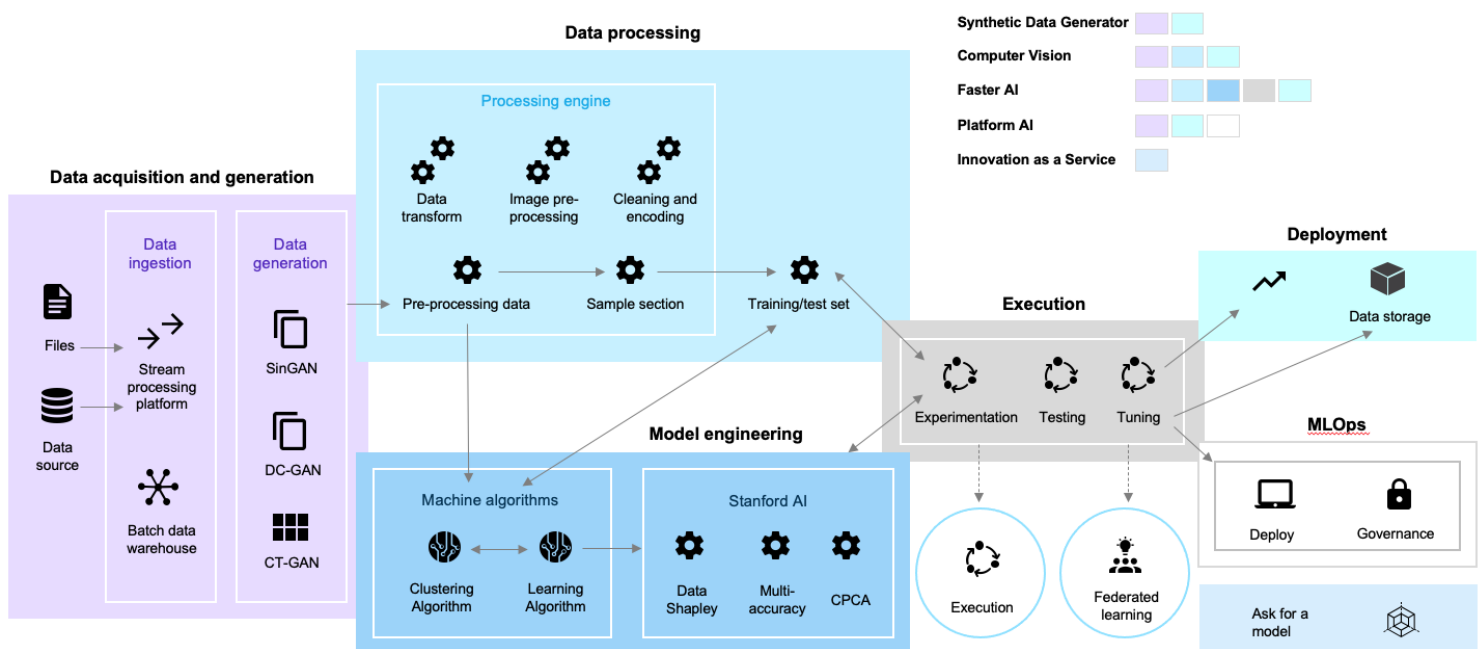 Data processing
Synthetic Data Generator
Computer Vision
Faster AI
Platform AI
Innovation as a Service
Processing engine
Data
transform
Image pre-
processing
Cleaning and
encoding
Pre-processing data
Sample section
Training/test set
Data acquisition and generation
Data
ingestion
Data
generation
Files
Data
source
Stream
processing
platform
Batch data
warehouse
SinGAN
DC-GAN
CT-GAN
Model engineering
Machine algorithms
Clustering
Algorithm
Learning
Algorithm
Stanford AI
Data
Shapley
Multi-
accuracy
CPCA
Execution
Experimentation
Testing
Tuning
Execution
Federated
learning
Deployment
Data storage
MLOps
Deploy
Governance
Ask for a
model